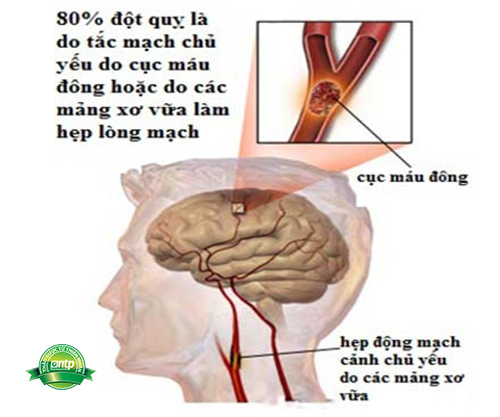 80% đột quỵ là
do tắc mạch chủ
yếu do cục máu
đông hoặc do các
mảng xơ vữa làm
hẹp lòng mạch
cục máu đông
hẹp động mạch
cảnh chủ yếu
do các mảng xơ
vữa
ontp